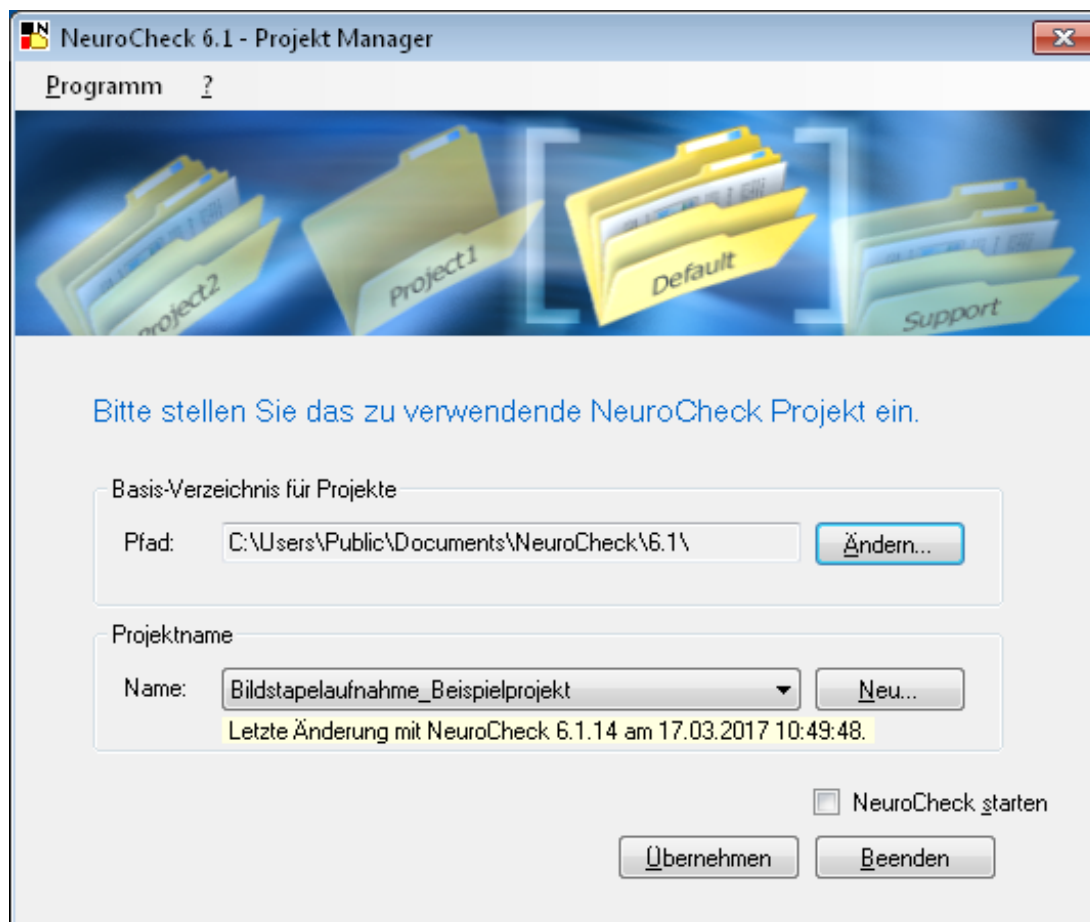 NeuroCheck 6.1 - Projekt Manager
Programm ?
Project2
Project1
Default
Support
Bitte stellen Sie das zu verwendende NeuroCheck Projekt ein.
Basis-Verzeichnis für Projekte
Pfad: C:\Users\Public\Documents\NeuroCheck\6.1\ Ändern...
Projektname
Name: Bildstapelaufnahme_Beispielprojekt Neu...
Letzte Änderung mit NeuroCheck 6.1.14 am 17.03.2017 10:49:48.
NeuroCheck starten
Übernehmen Beenden